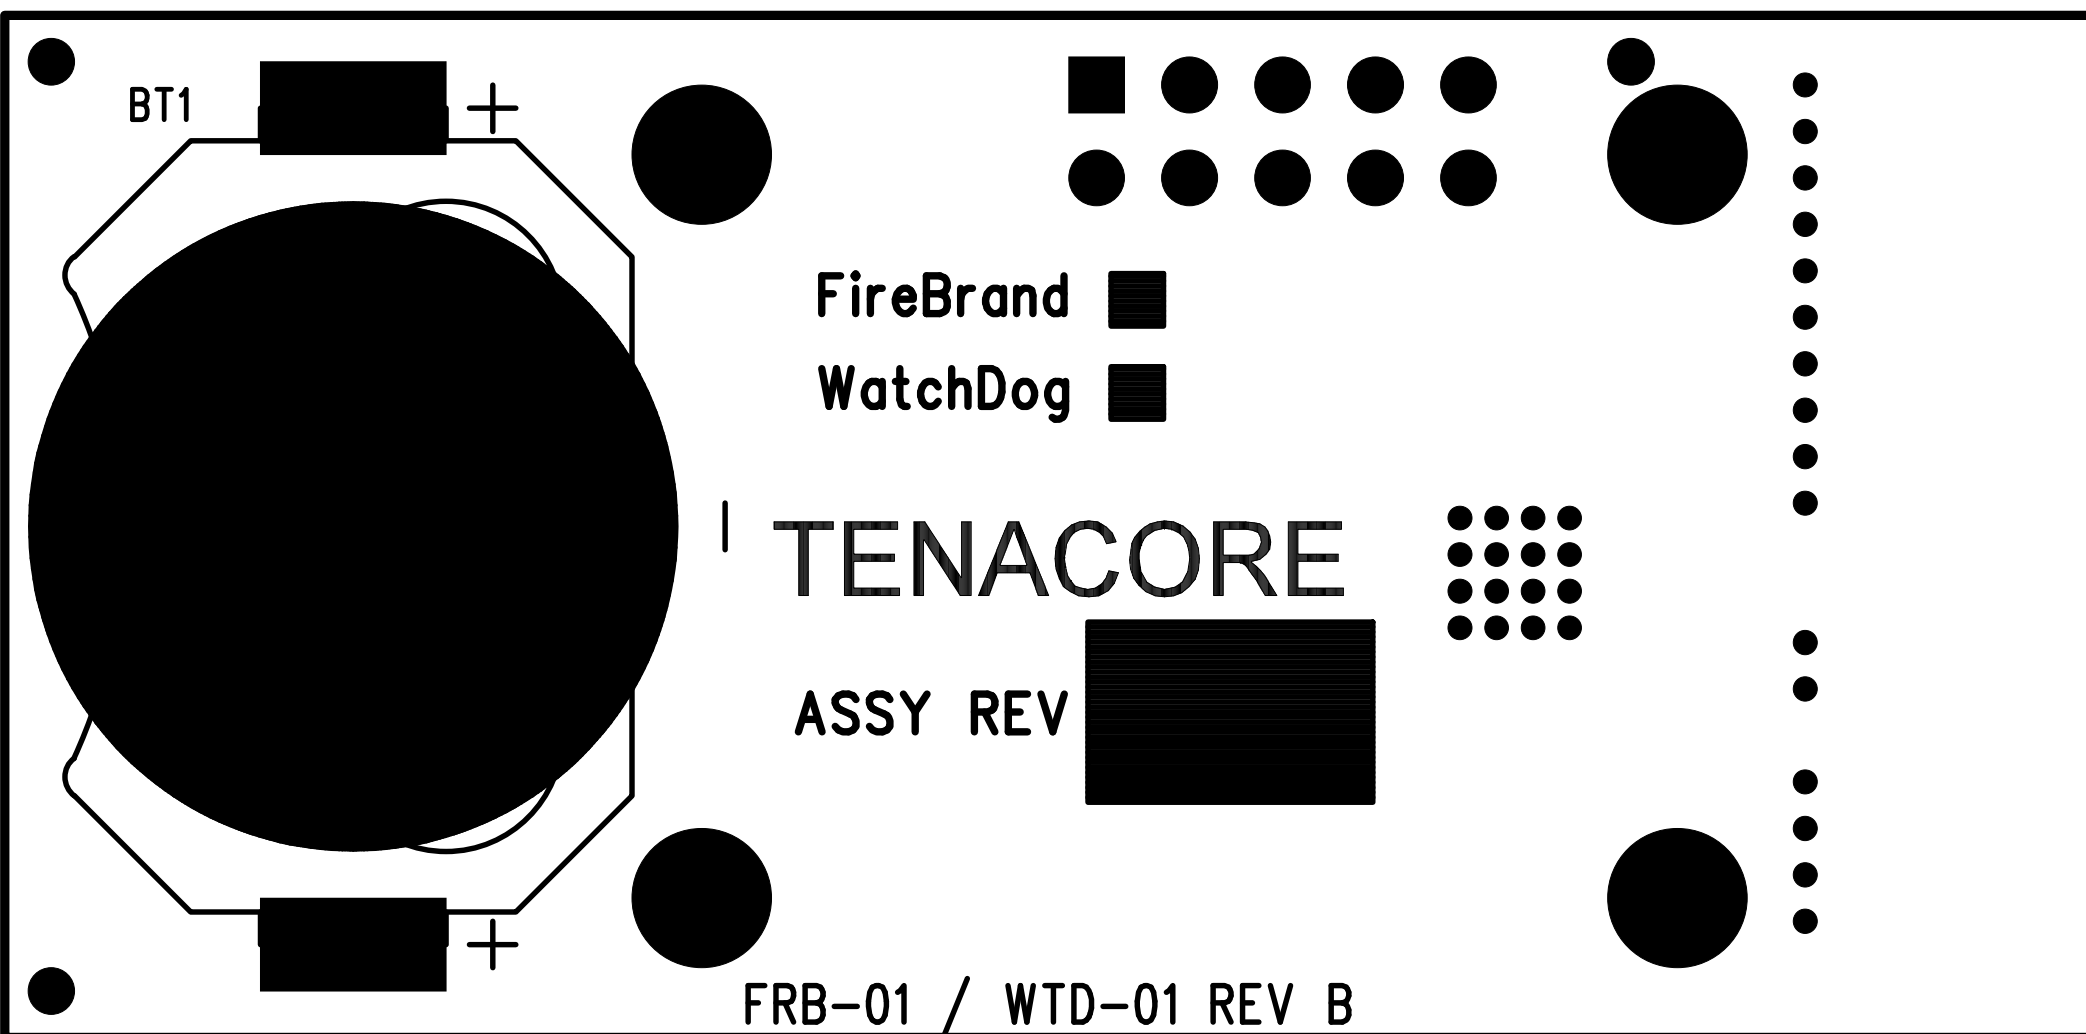 BT1
+
FireBrand
WatchDog
TENACORE
ASSY REV
+
FRB-01 / WTD-01 REV B